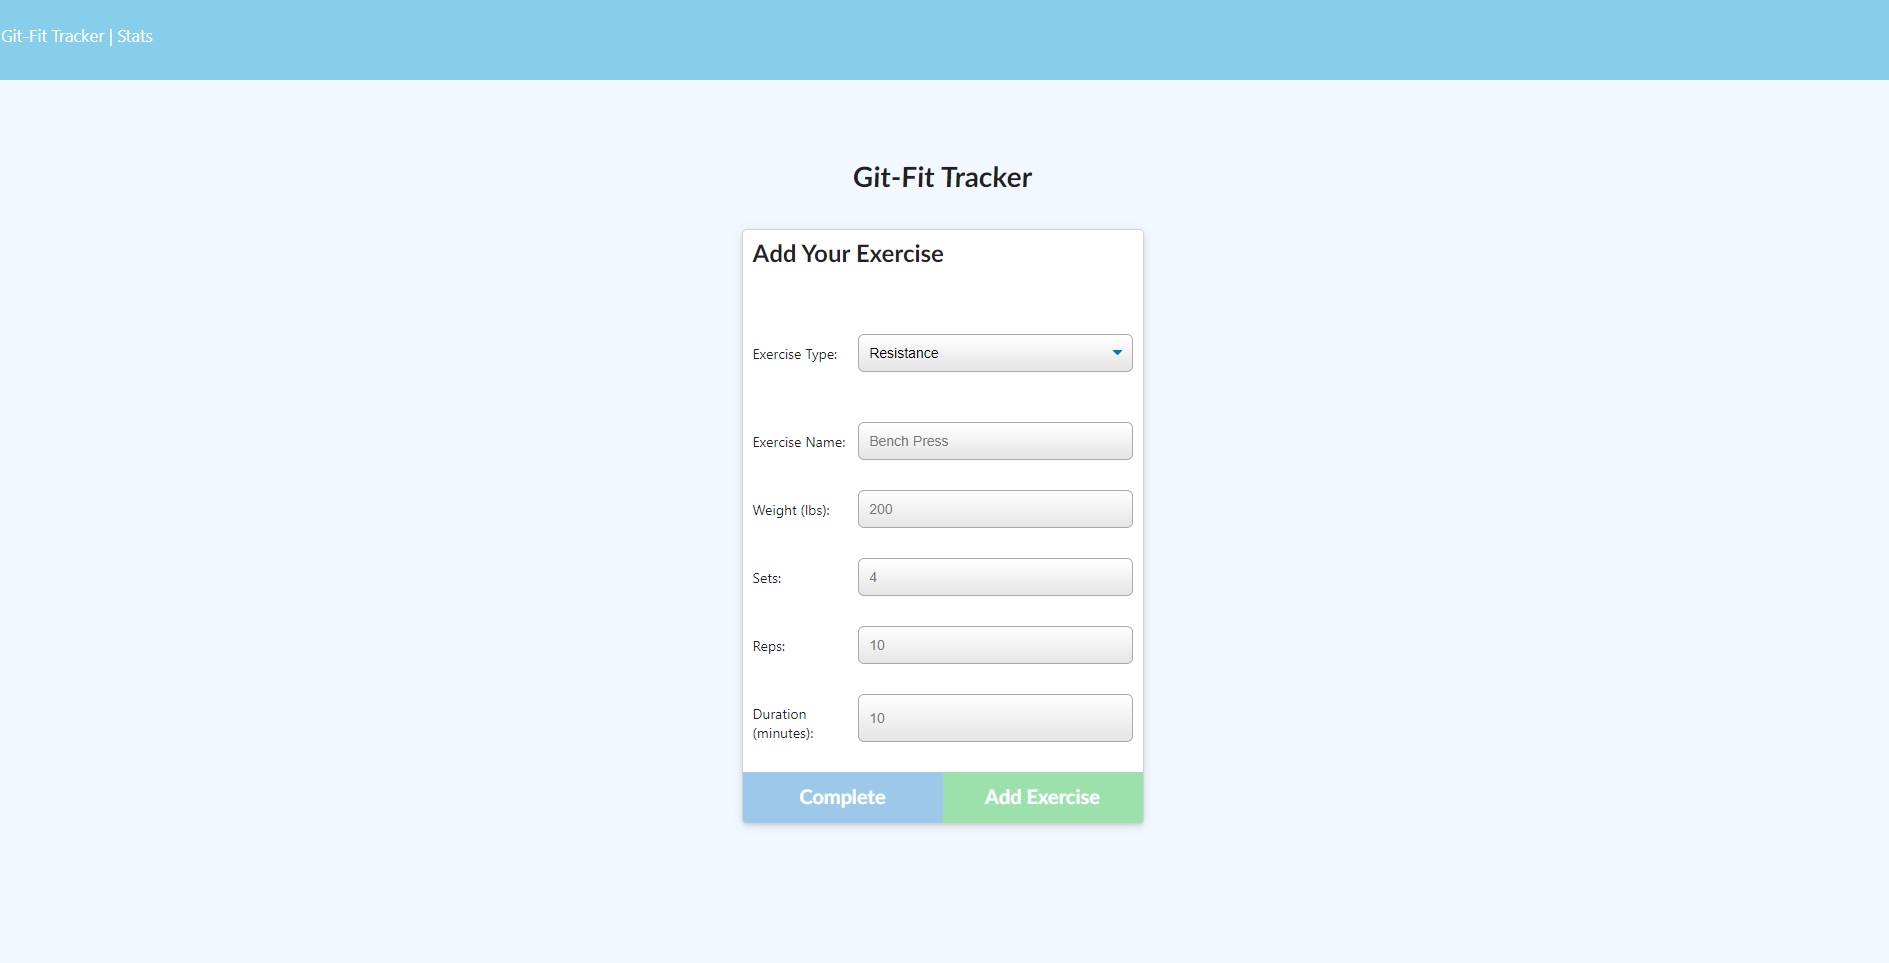 Git-Fit Tracker | Stats
Git-Fit Tracker
Add Your Exercise
Exercise Type: Resistance
Exercise Name: Bench Press
Weight (lbs): 200
Sets: 4
Reps: 10
Duration (minutes): 10
Complete Add Exercise